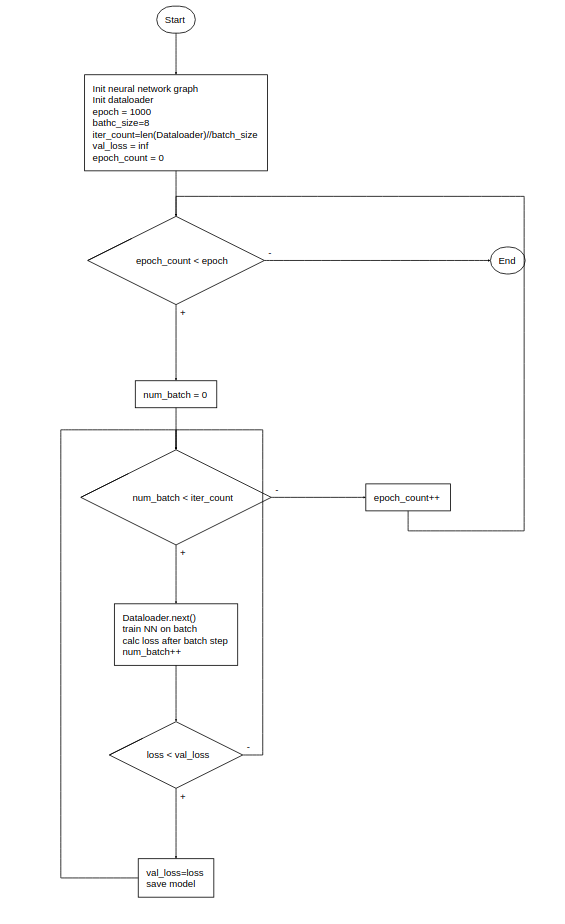 Start
Init neural network graph
Init dataloader
epoch = 1000
bathc_size=8
iter_count=len(Dataloader)//batch_size
val_loss = inf
epoch_count = 0
epoch_count < epoch
-
End
+
num_batch = 0
num_batch < iter_count
-
epoch_count++
+
Dataloader.next()
train NN on batch
calc loss after batch step
num_batch++
loss < val_loss
-
+
val_loss=loss
save model